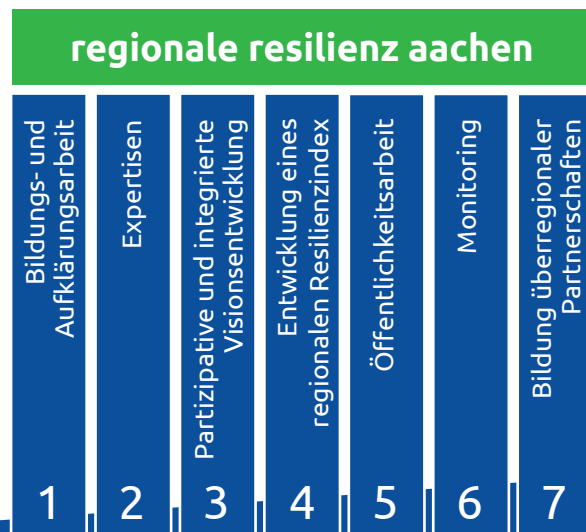 regionale resilienz aachen
Bildungs- und
Aufklärungsarbeit
1
Expertisen
2
Partizipative und integrierte
Visionsentwicklung
3
Entwicklung eines
regionalen Resilienzindex
4
Öffentlichkeitsarbeit
5
Monitoring
6
Bildung überregionaler
Partnerschaften
7